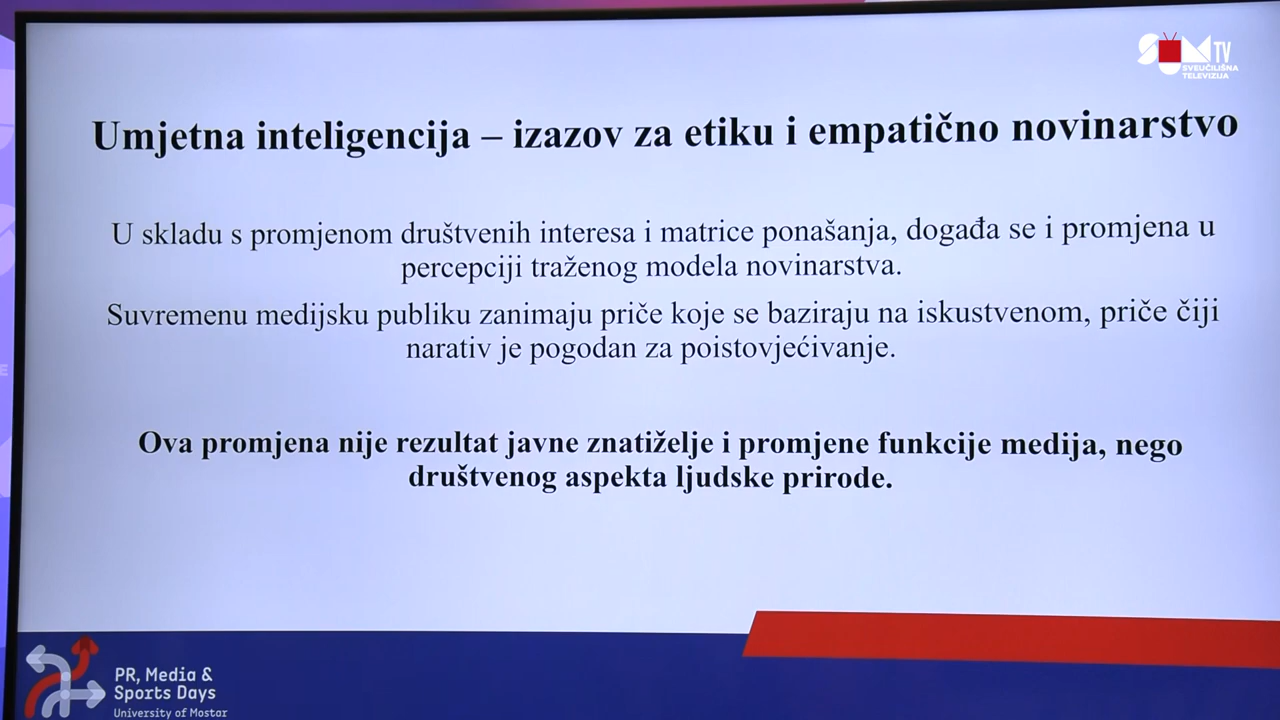 SUM TV
SVEUČILIŠNA
TELEVIZIJA
Umjetna inteligencija – izazov za etiku i empatično novinarstvo
U skladu s promjenom društvenih interesa i matrice ponašanja, događa se i promjena u
percepciji traženog modela novinarstva.
Suvremenu medijsku publiku zanimaju priče koje se baziraju na iskustvenom, priče čiji
narativ je pogodan za poistovjećivanje.
Ova promjena nije rezultat javne znatiželje i promjene funkcije medija, nego
društvenog aspekta ljudske prirode.
PR, Media &
Sports Days
University of Mostar